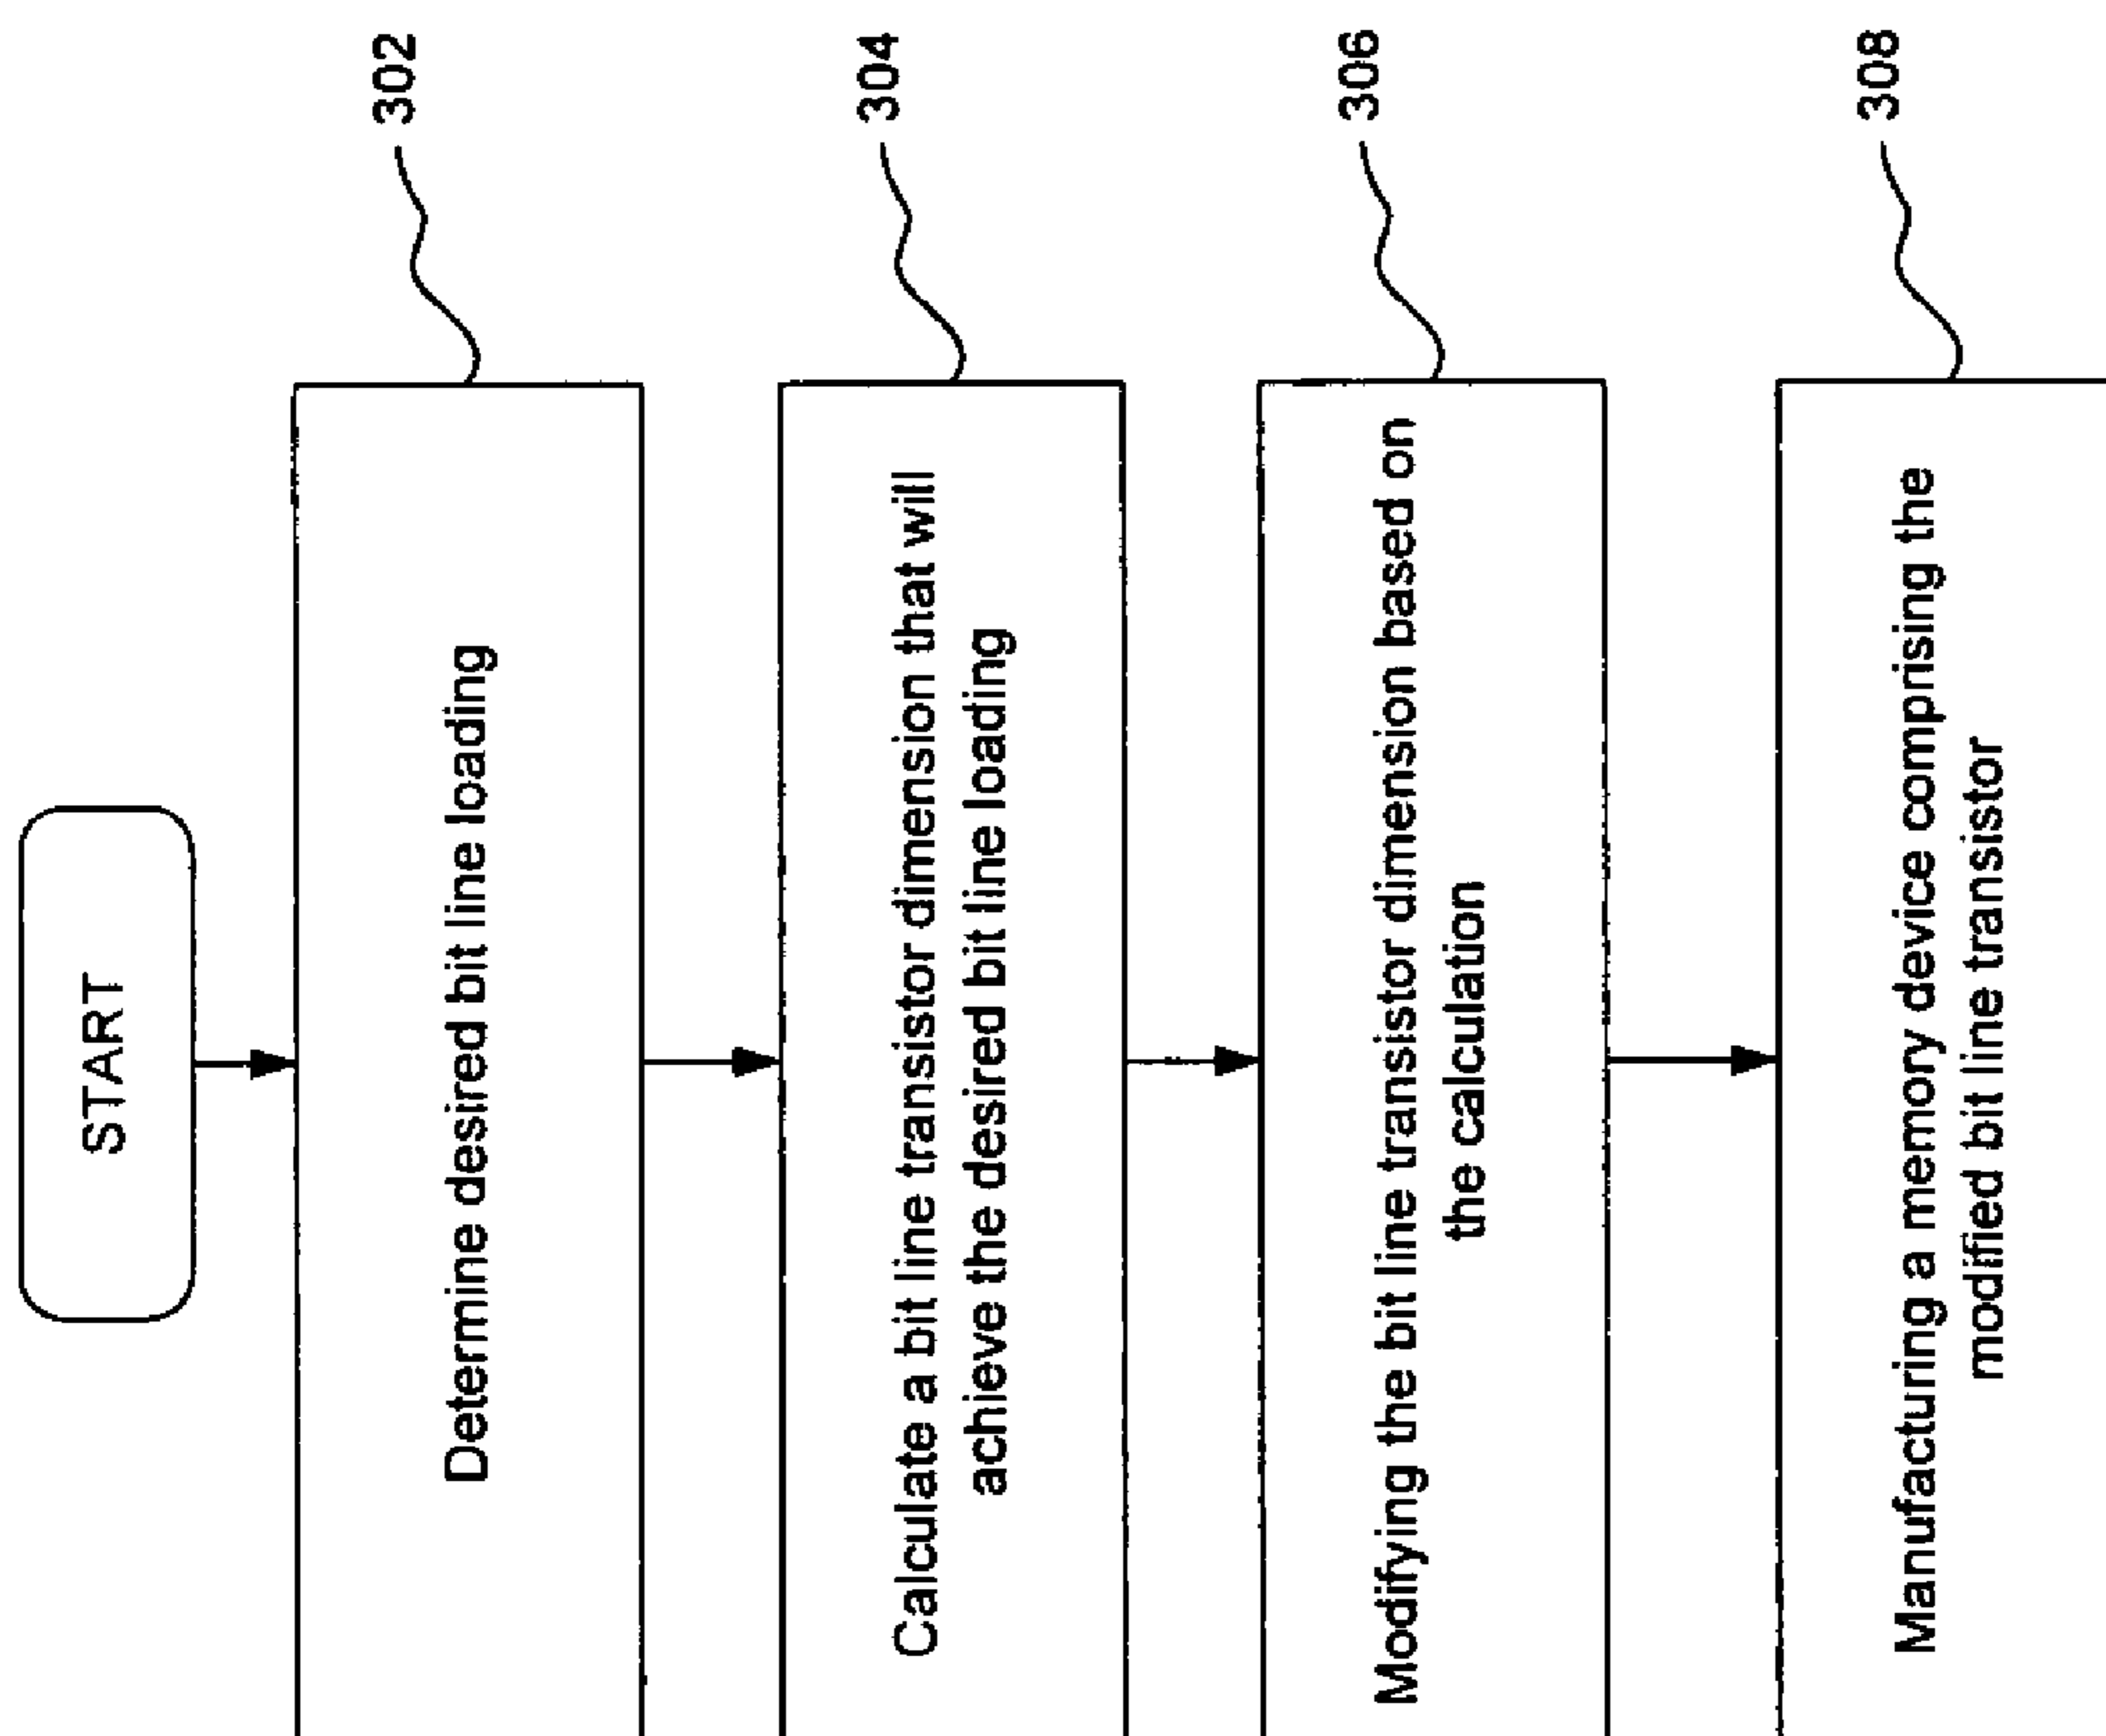 START
Determine desired bit line loading
302
Calculate a bit line transistor dimension that will
achieve the desired bit line loading
304
Modifying the bit line transistor dimension based on
the calculation
306
Manufacturing a memory device comprising the
modified bit line transistor
308